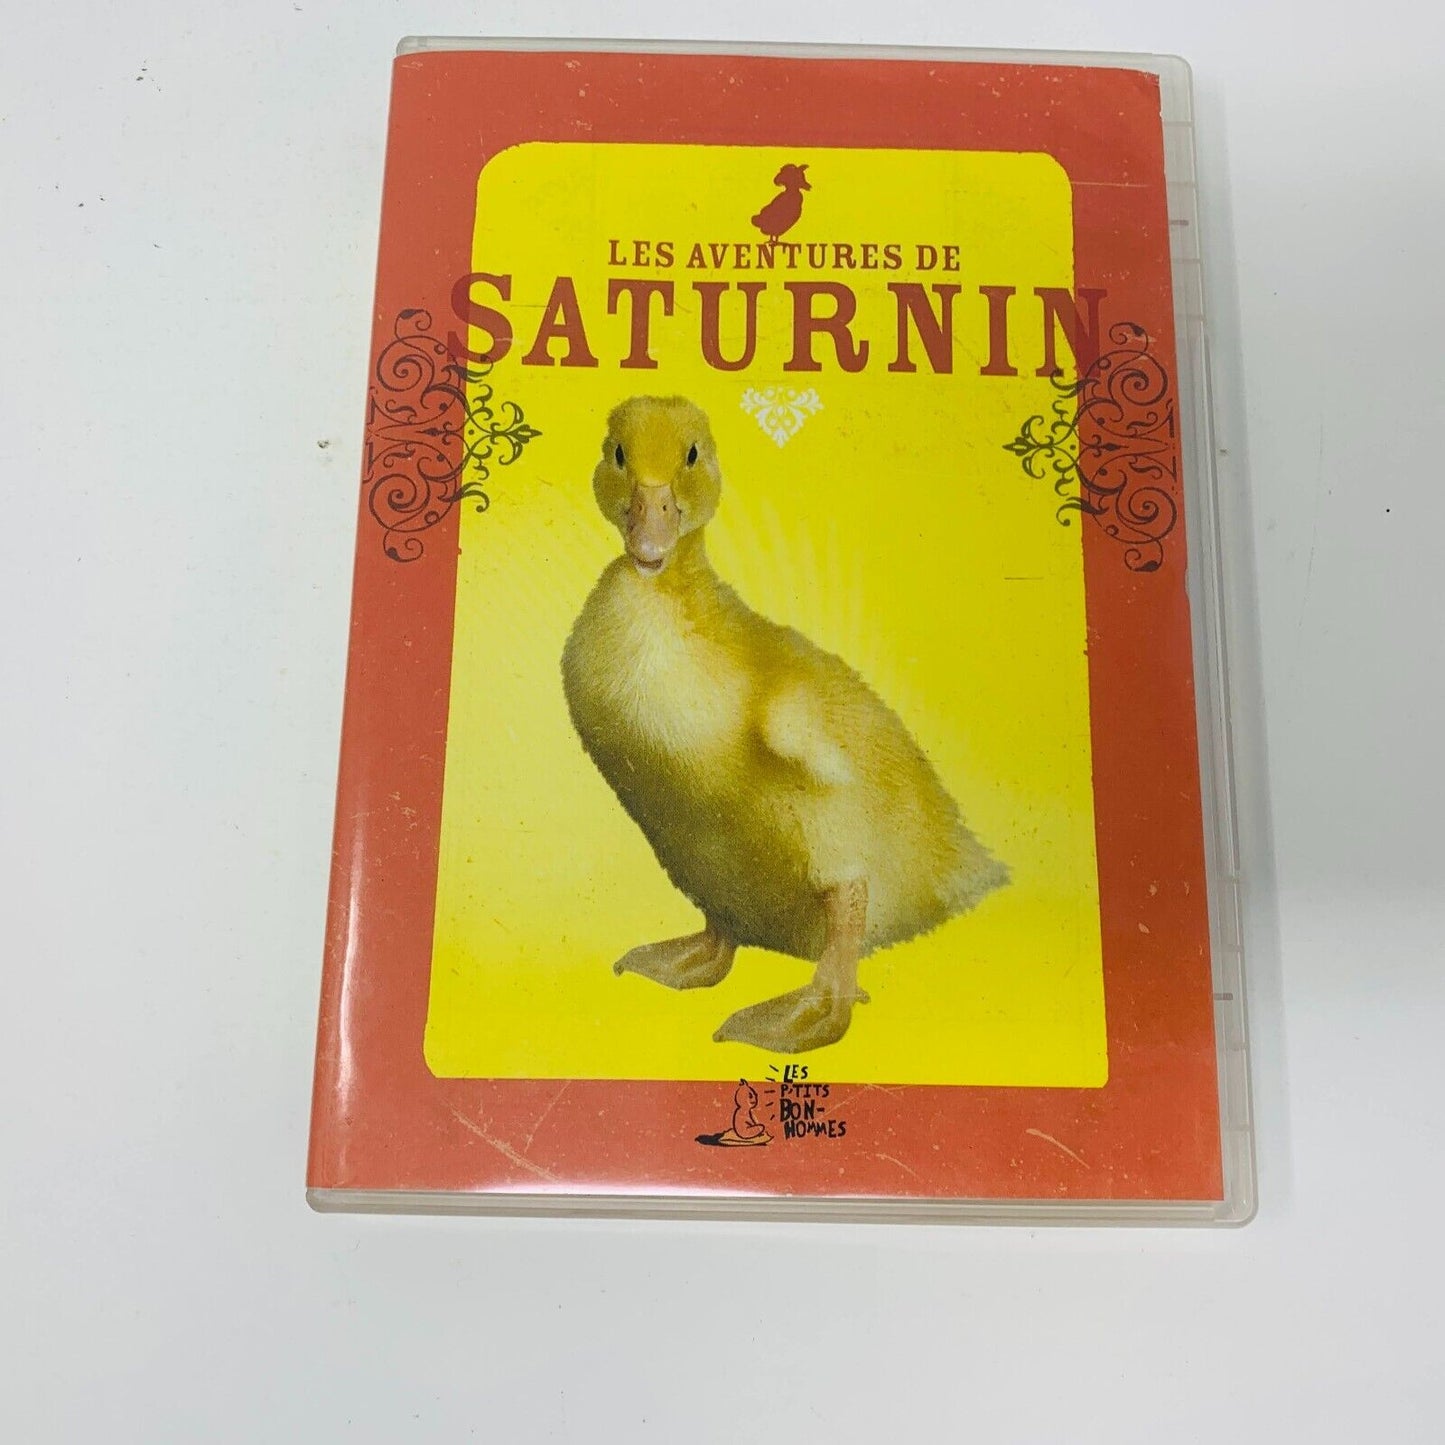 LES AVENTURES DE
SATURNIN
LES
P'TITS
BON-
HOMMES